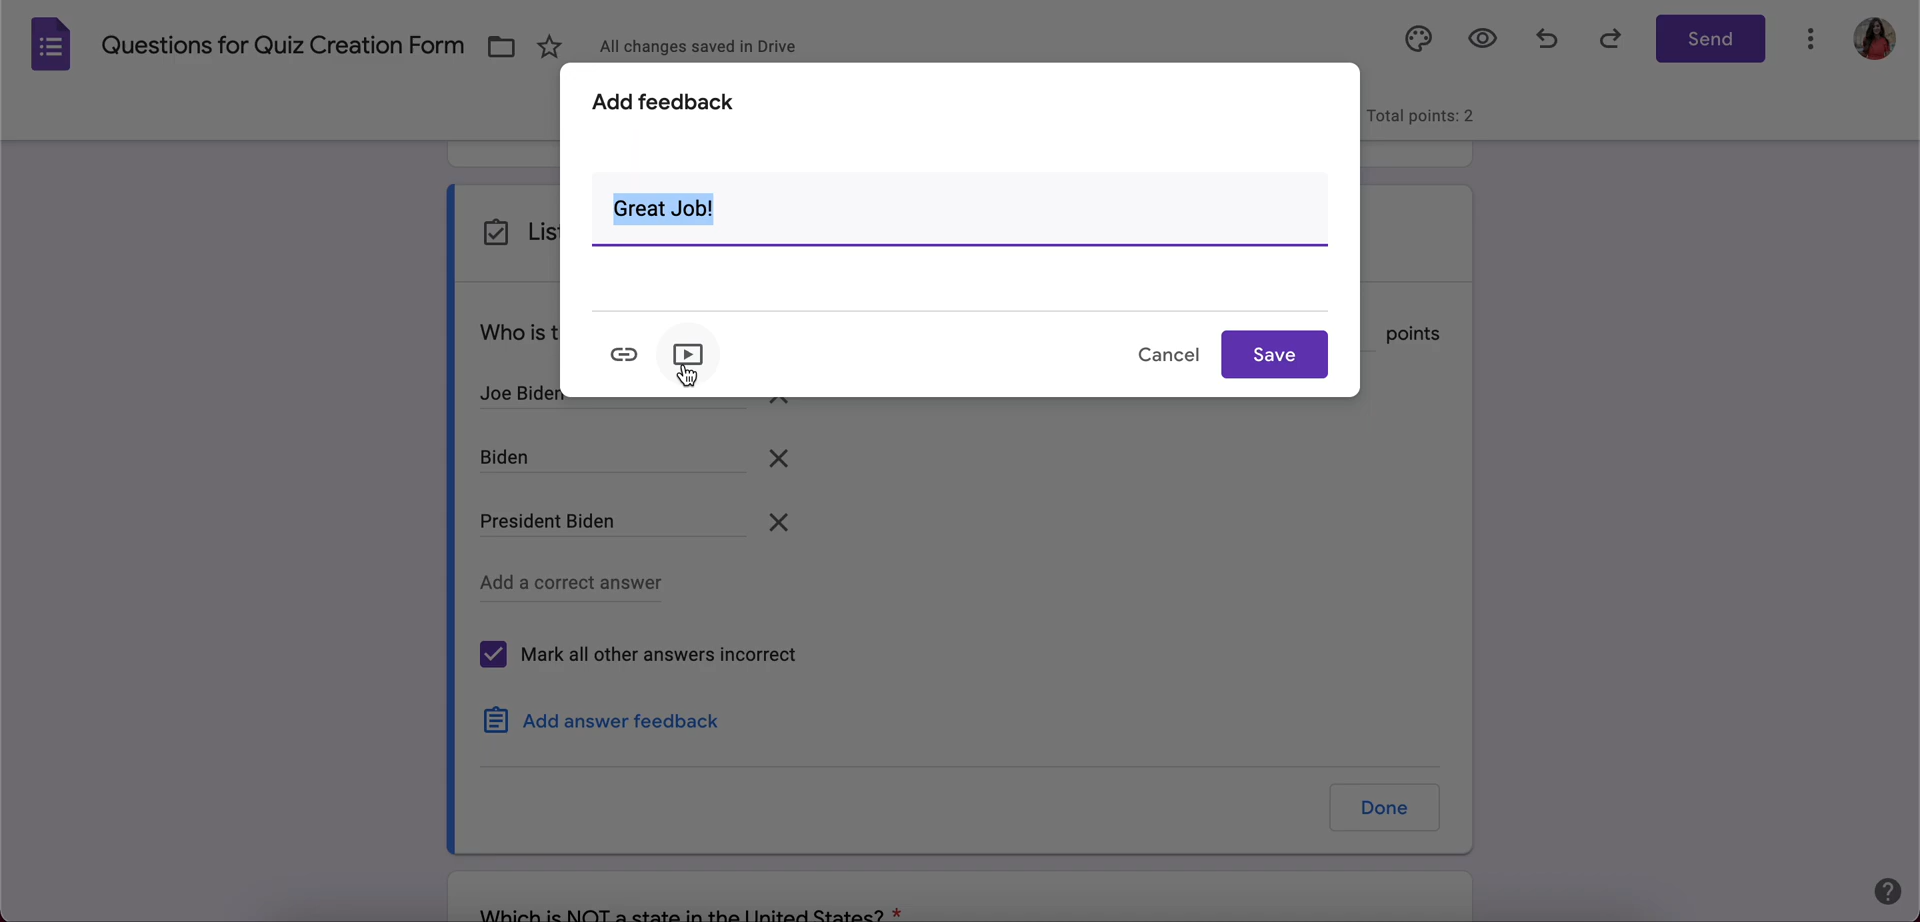 Questions for Quiz Creation Form
All changes saved in Drive
Send
Total points: 2
Add feedback
Great Job!
Cancel
Save
Lis
Who is t
points
Joe Biden
Biden
President Biden
Add a correct answer
Mark all other answers incorrect
Add answer feedback
Done
Which is NOT a state in the United States? *